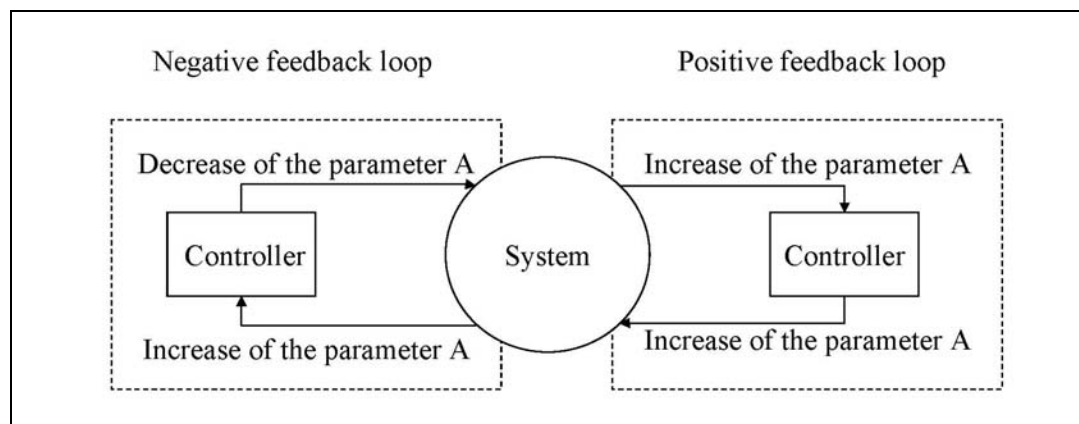 Negative feedback loop
Positive feedback loop
Decrease of the parameter A
Increase of the parameter A
Controller
System
Controller
Increase of the parameter A
Increase of the parameter A